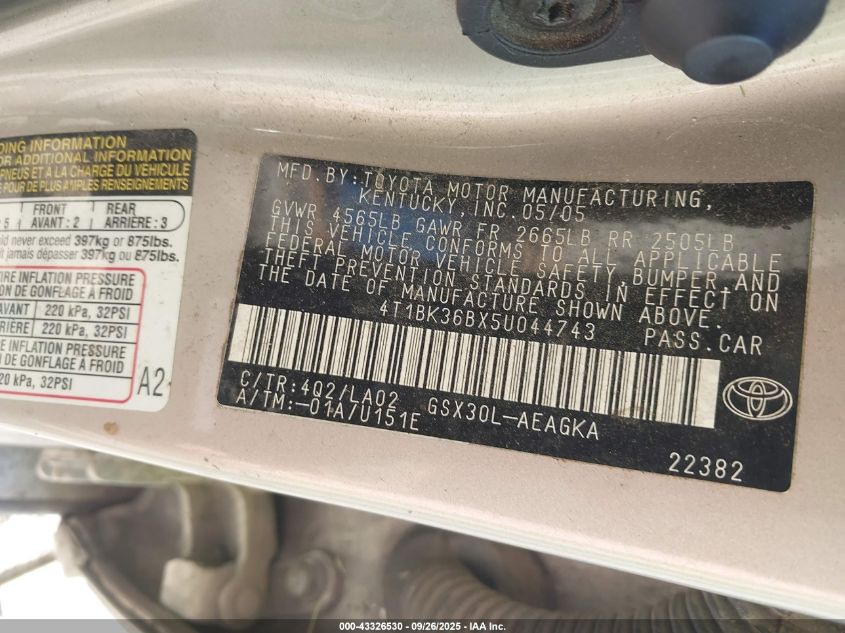 DING INFORMATION
OR ADDITIONAL INFORMATION
PNEUS ET À LA CHARGE DU VÉHICULE
POUR DE PLUS AMPLES RENSEIGNEMENTS
5 FRONT AVANT : 2 REAR ARRIÈRE : 3
never exceed 397kg or 875lbs.
jamais dépasser 397kg ou 875lbs.
TIRE INFLATION PRESSURE
DE GONFLAGE À FROID
AVANT 220 kPa, 32PSI
220 kPa, 32PSI
INFLATION PRESSURE
DE GONFLAGE À FROID
20 kPa, 32PSI
A2
MFD.BY:TOYOTA MOTOR MANUFACTURING,
KENTUCKY,INC.05/05
GVWR 4565LB GAWR FR 2665LB RR 2505LB
THIS VEHICLE CONFORMS TO ALL APPLICABLE
FEDERAL MOTOR VEHICLE SAFETY, BUMPER,AND
THEFT PREVENTION STANDARDS IN EFFECT ON
THE DATE OF MANUFACTURE SHOWN ABOVE.
4T1BK36BX5U044743 PASS.CAR
C/TR:4Q2/LA02 GSX30L-AEAGKA
A/TM:-01A/U151E
22382
000-43326530 - 09/26/2025 - IAA Inc.